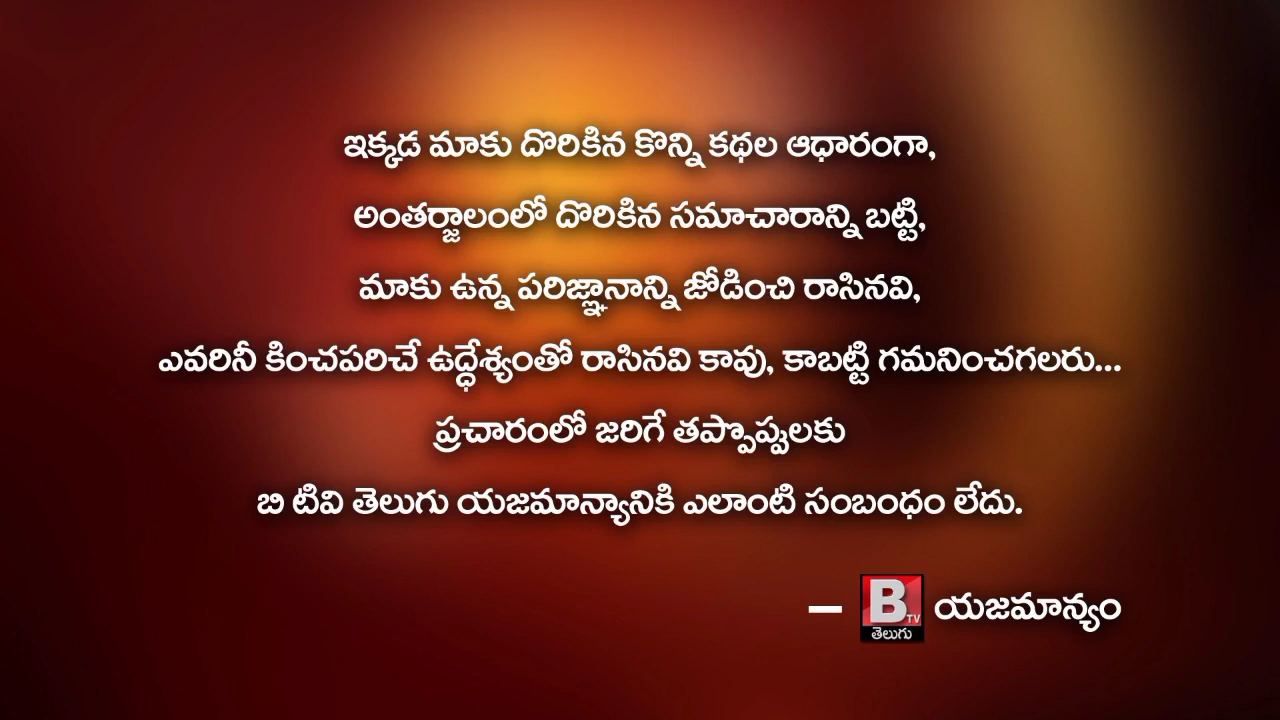 ఇక్కడ మాకు దొరికిన కొన్ని కథల ఆధారంగా,
అంతర్జాలంలో దొరికిన సమాచారాన్ని బట్టి,
మాకు ఉన్న పరిజ్ఞానాన్ని జోడించి రాసినవి,
ఎవరినీ కించపరిచే ఉద్ధేశ్యంతో రాసినవి కావు, కాబట్టి గమనించగలరు...
ప్రచారంలో జరిగే తప్పొప్పులకు
బి టివి తెలుగు యజమాన్యానికి ఎలాంటి సంబంధం లేదు.
– B TV తెలుగు యజమాన్యం